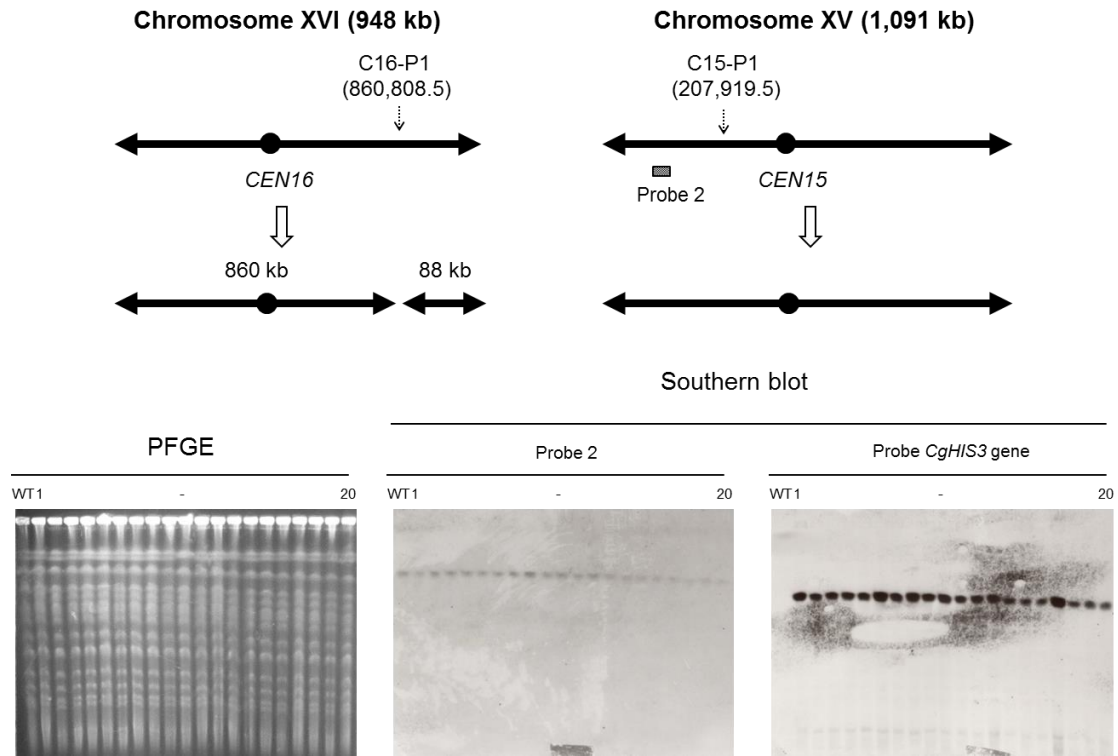 Chromosome XVI (948 kb)
Chromosome XV (1,091 kb)
C16-P1
(860,808.5)
C15-P1
(207,919.5)
CEN16
Probe 2
CEN15
860 kb
88 kb
Southern blot
PFGE
Probe 2
Probe CgHIS3 gene
WT1 - 20
WT1 - 20
WT1 - 20